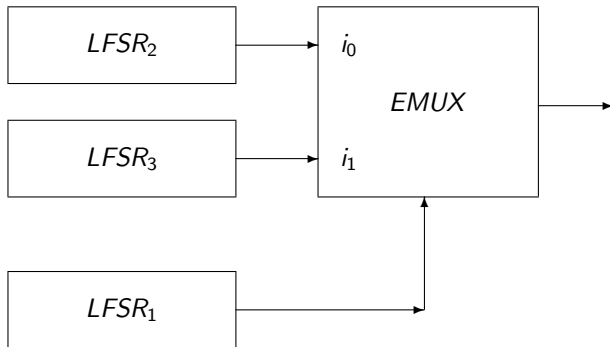 LFSR₂
i₀
EMUX
LFSR₃
i₁
LFSR₁